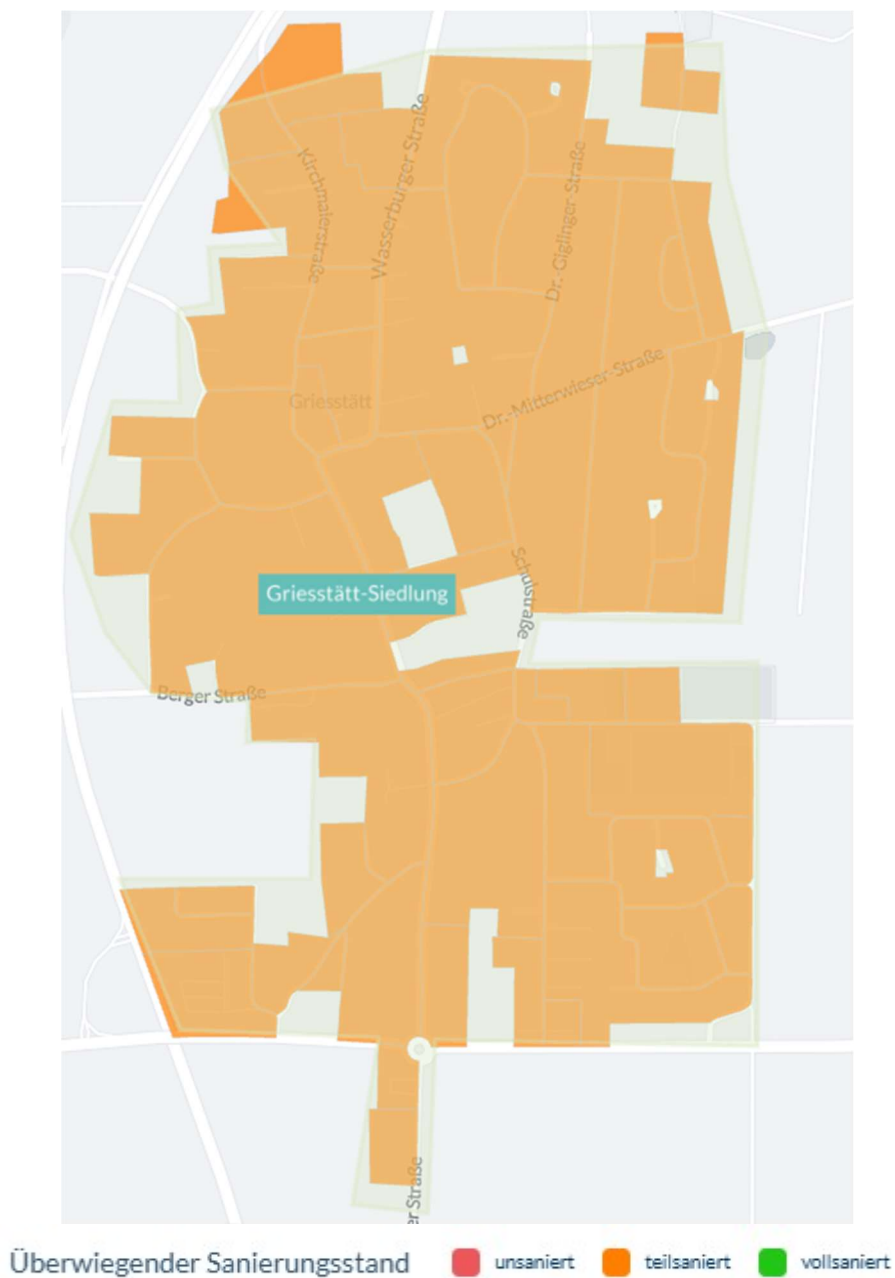 Kirchmaierstraße
Wasserburger Straße
Dr.-Giglinger-Straße
Dr.-Mitterwieser-Straße
Griesstätt
Schulstraße
Griesstätt-Siedlung
Berger Straße
er Straße
Überwiegender Sanierungsstand unsaniert teilsaniert vollsaniert